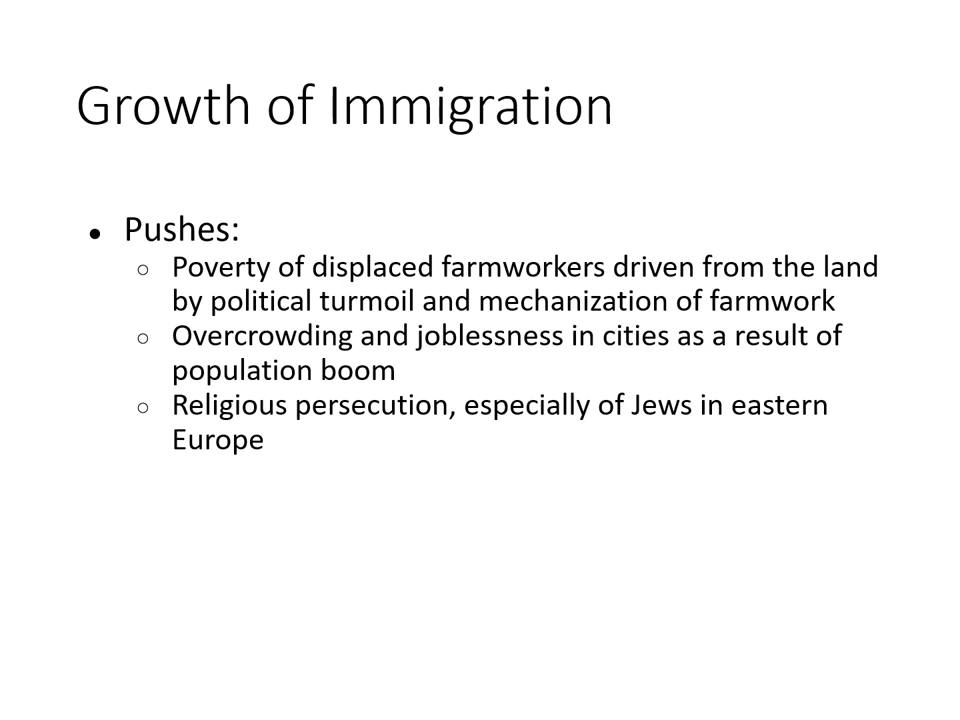 Growth of Immigration
● Pushes:
○ Poverty of displaced farmworkers driven from the land
by political turmoil and mechanization of farmwork
○ Overcrowding and joblessness in cities as a result of
population boom
○ Religious persecution, especially of Jews in eastern
Europe